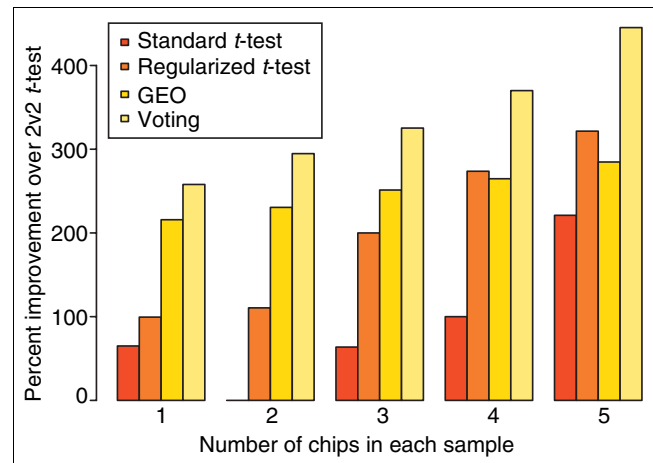 Standard t-test
Regularized t-test
GEO
Voting
Percent improvement over 2v2 t-test
400
300
200
100
0
1 2 3 4 5
Number of chips in each sample